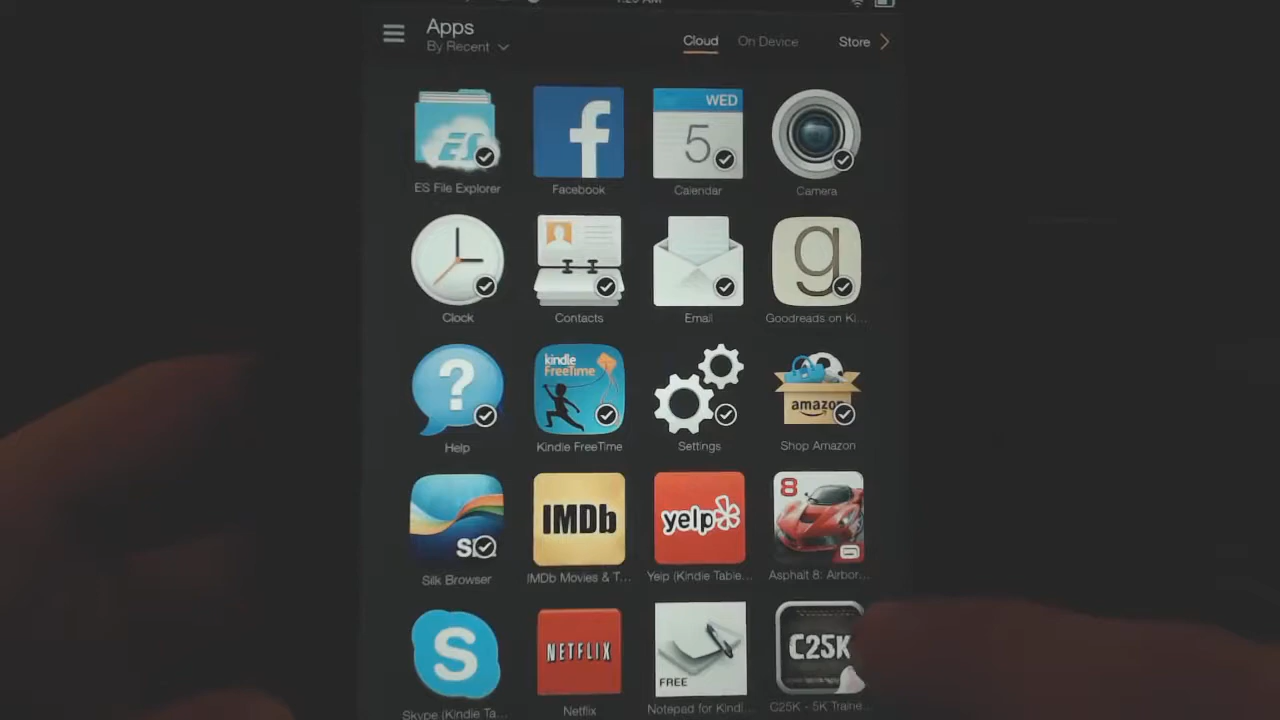 Apps
By Recent
Cloud On Device Store
WED
ES 5
ES File Explorer Facebook Calendar Camera
g
Clock Contacts Email Goodreads on Ki...
? kindle FreeTime amazon
Help Kindle FreeTime Settings Shop Amazon
IMDb yelp 8
Silk Browser IMDb Movies & T... Yelp (Kindle Table... Asphalt 8: Airbor...
S NETFLIX FREE C25K
Skype (Kindle Ta... Netflix Notepad for Kindl... C25K - 5K Traine...